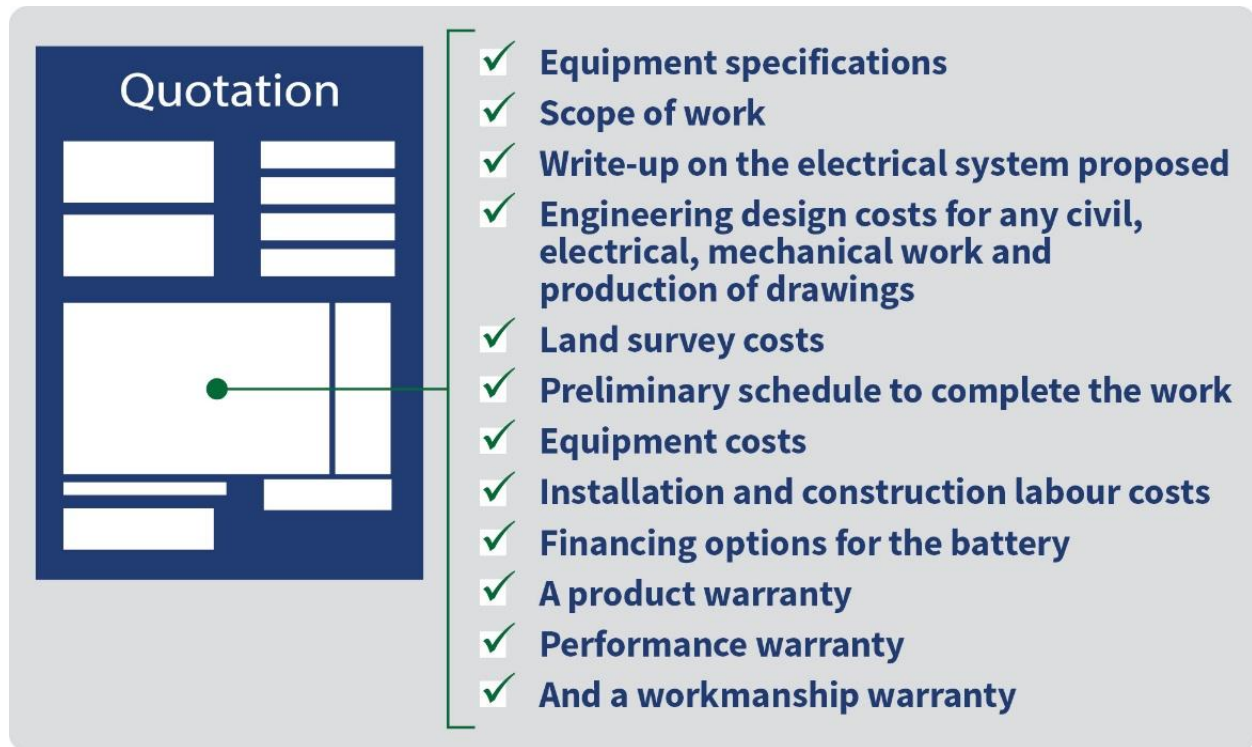 Quotation
Equipment specifications
Scope of work
Write-up on the electrical system proposed
Engineering design costs for any civil,
electrical, mechanical work and
production of drawings
Land survey costs
Preliminary schedule to complete the work
Equipment costs
Installation and construction labour costs
Financing options for the battery
A product warranty
Performance warranty
And a workmanship warranty